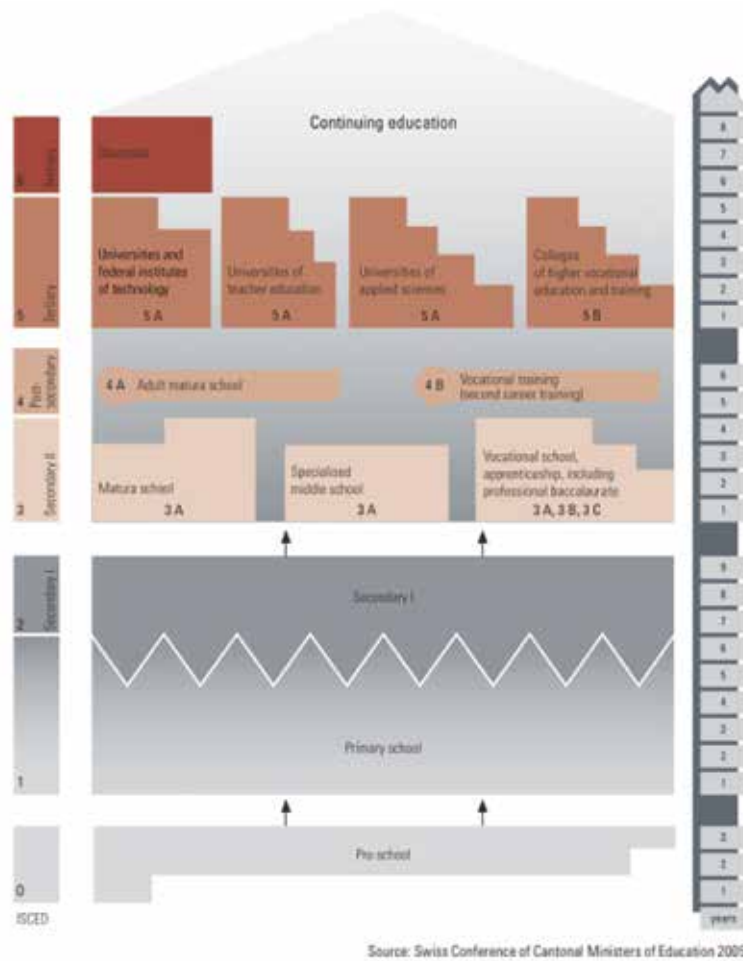 Continuing education
8
7
6
Tertiary
Doctorate
5
4
3
2
1
5
Tertiary
Universities and
federal institutes
of technology
5 A
Universities of
teacher education
5 A
Universities of
applied sciences
5 A
Colleges
of higher vocational
education and training
5 B
6
5
4
3
2
1
4
Post-
secondary
4 A Adult matura school
4 B Vocational training
(second career training)
3
Secondary II
Matura school
3 A
Specialised
middle school
3 A
Vocational school,
apprenticeship, including
professional baccalaurate
3 A, 3 B, 3 C
9
8
7
6
5
4
3
2
1
2
Secondary I
Secondary I
1
Primary school
3
2
1
0
Pre-school
ISCED
years
Source: Swiss Conference of Cantonal Ministers of Education 2005